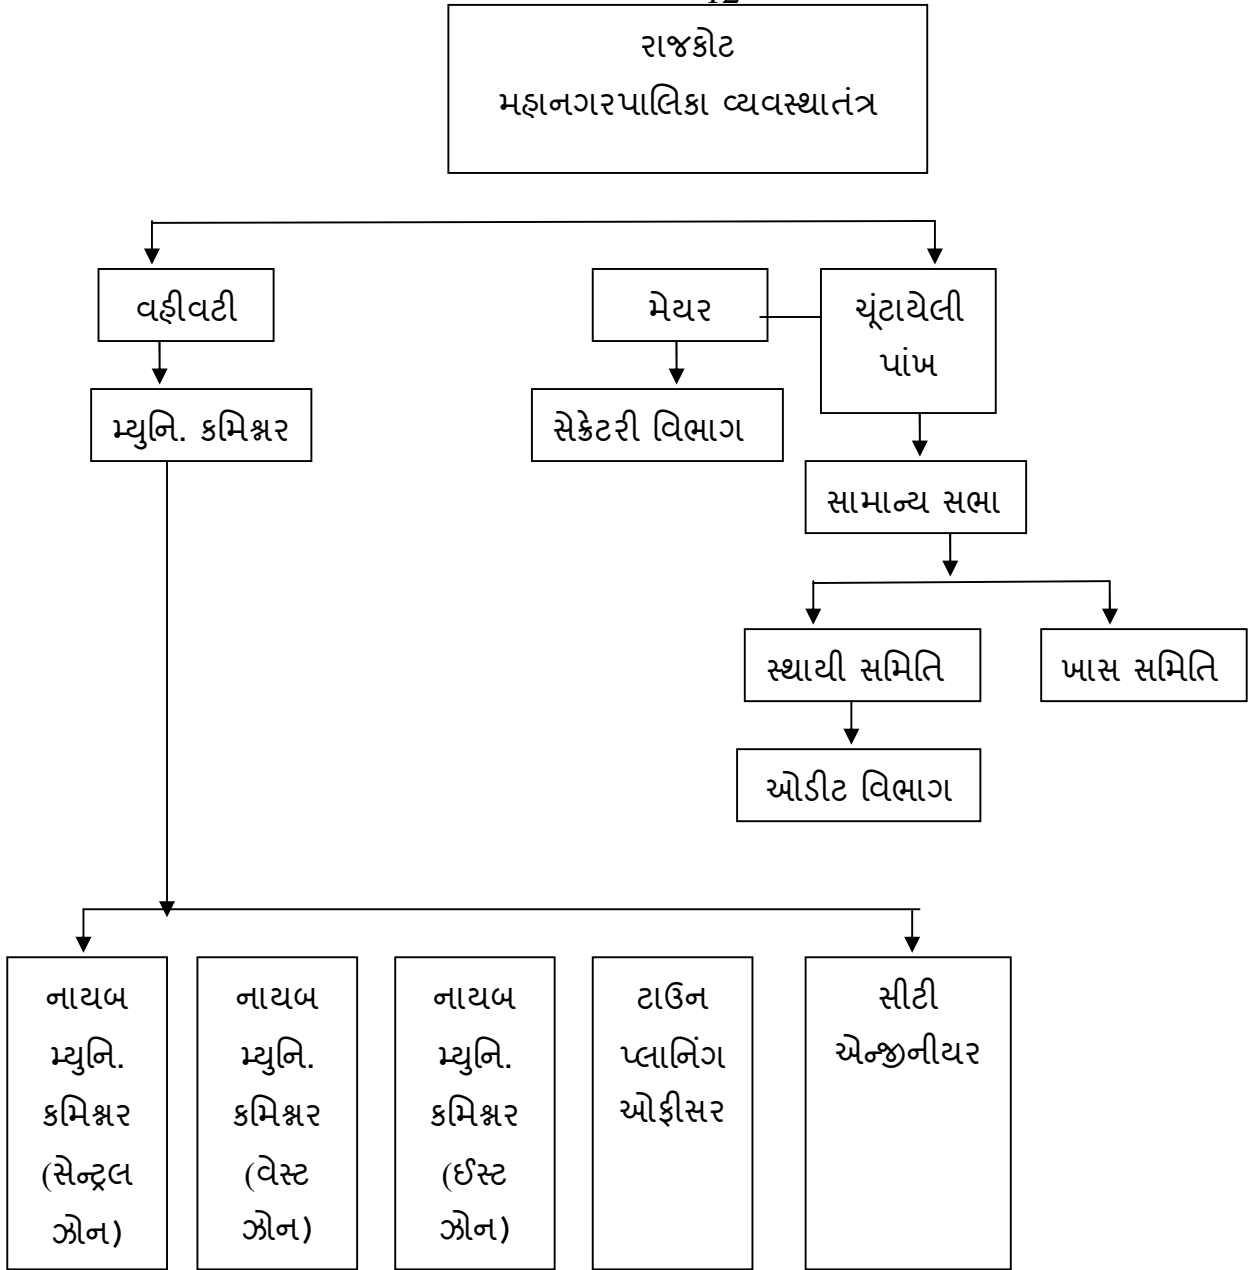 12
રાજકોટ
મહાનગરપાલિકા વ્યવસ્થાતંત્ર
વહીવટી
મેયર
ચૂંટાયેલી
પાંખ
મ્યુનિ. કમિશ્નર
સેક્રેટરી વિભાગ
સામાન્ય સભા
સ્થાયી સમિતિ
ખાસ સમિતિ
ઓડીટ વિભાગ
નાયબ
મ્યુનિ.
કમિશ્નર
(સેન્ટ્રલ
ઝોન)
નાયબ
મ્યુનિ.
કમિશ્નર
(વેસ્ટ
ઝોન)
નાયબ
મ્યુનિ.
કમિશ્નર
(ઈસ્ટ
ઝોન)
ટાઉન
પ્લાનિંગ
ઓફીસર
સીટી
એન્જીનીયર